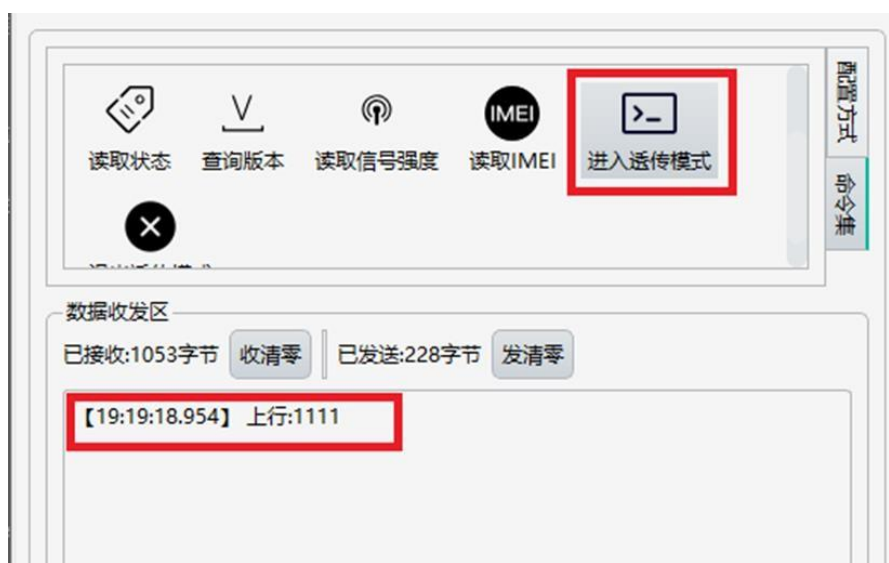 配置方式
命令集
IMEI
读取状态 查询版本 读取信号强度 读取IMEI 进入透传模式
数据收发区
已接收:1053字节 收清零 已发送:228字节 发清零
【19:19:18.954】 上行:1111